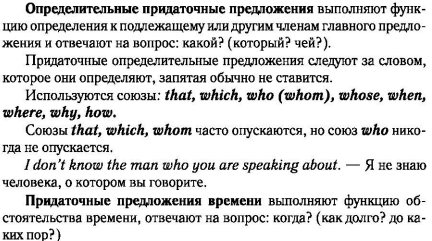 Определительные придаточные предложения выполняют функ-
цию определения к подлежащему или другим членам главного предло-
жения и отвечают на вопрос: какой? (который? чей?).
Придаточные определительные предложения следуют за словом,
которое они определяют, запятая обычно не ставится.
Используются союзы: that, which, who (whom), whose, when,
where, why, how.
Союзы that, which, whom часто опускаются, но союз who нико-
гда не опускается.
I don't know the man who you are speaking about. — Я не знаю
человека, о котором вы говорите.
Придаточные предложения времени выполняют функцию об-
стоятельства времени, отвечают на вопрос: когда? (как долго? до ка-
ких пор?)